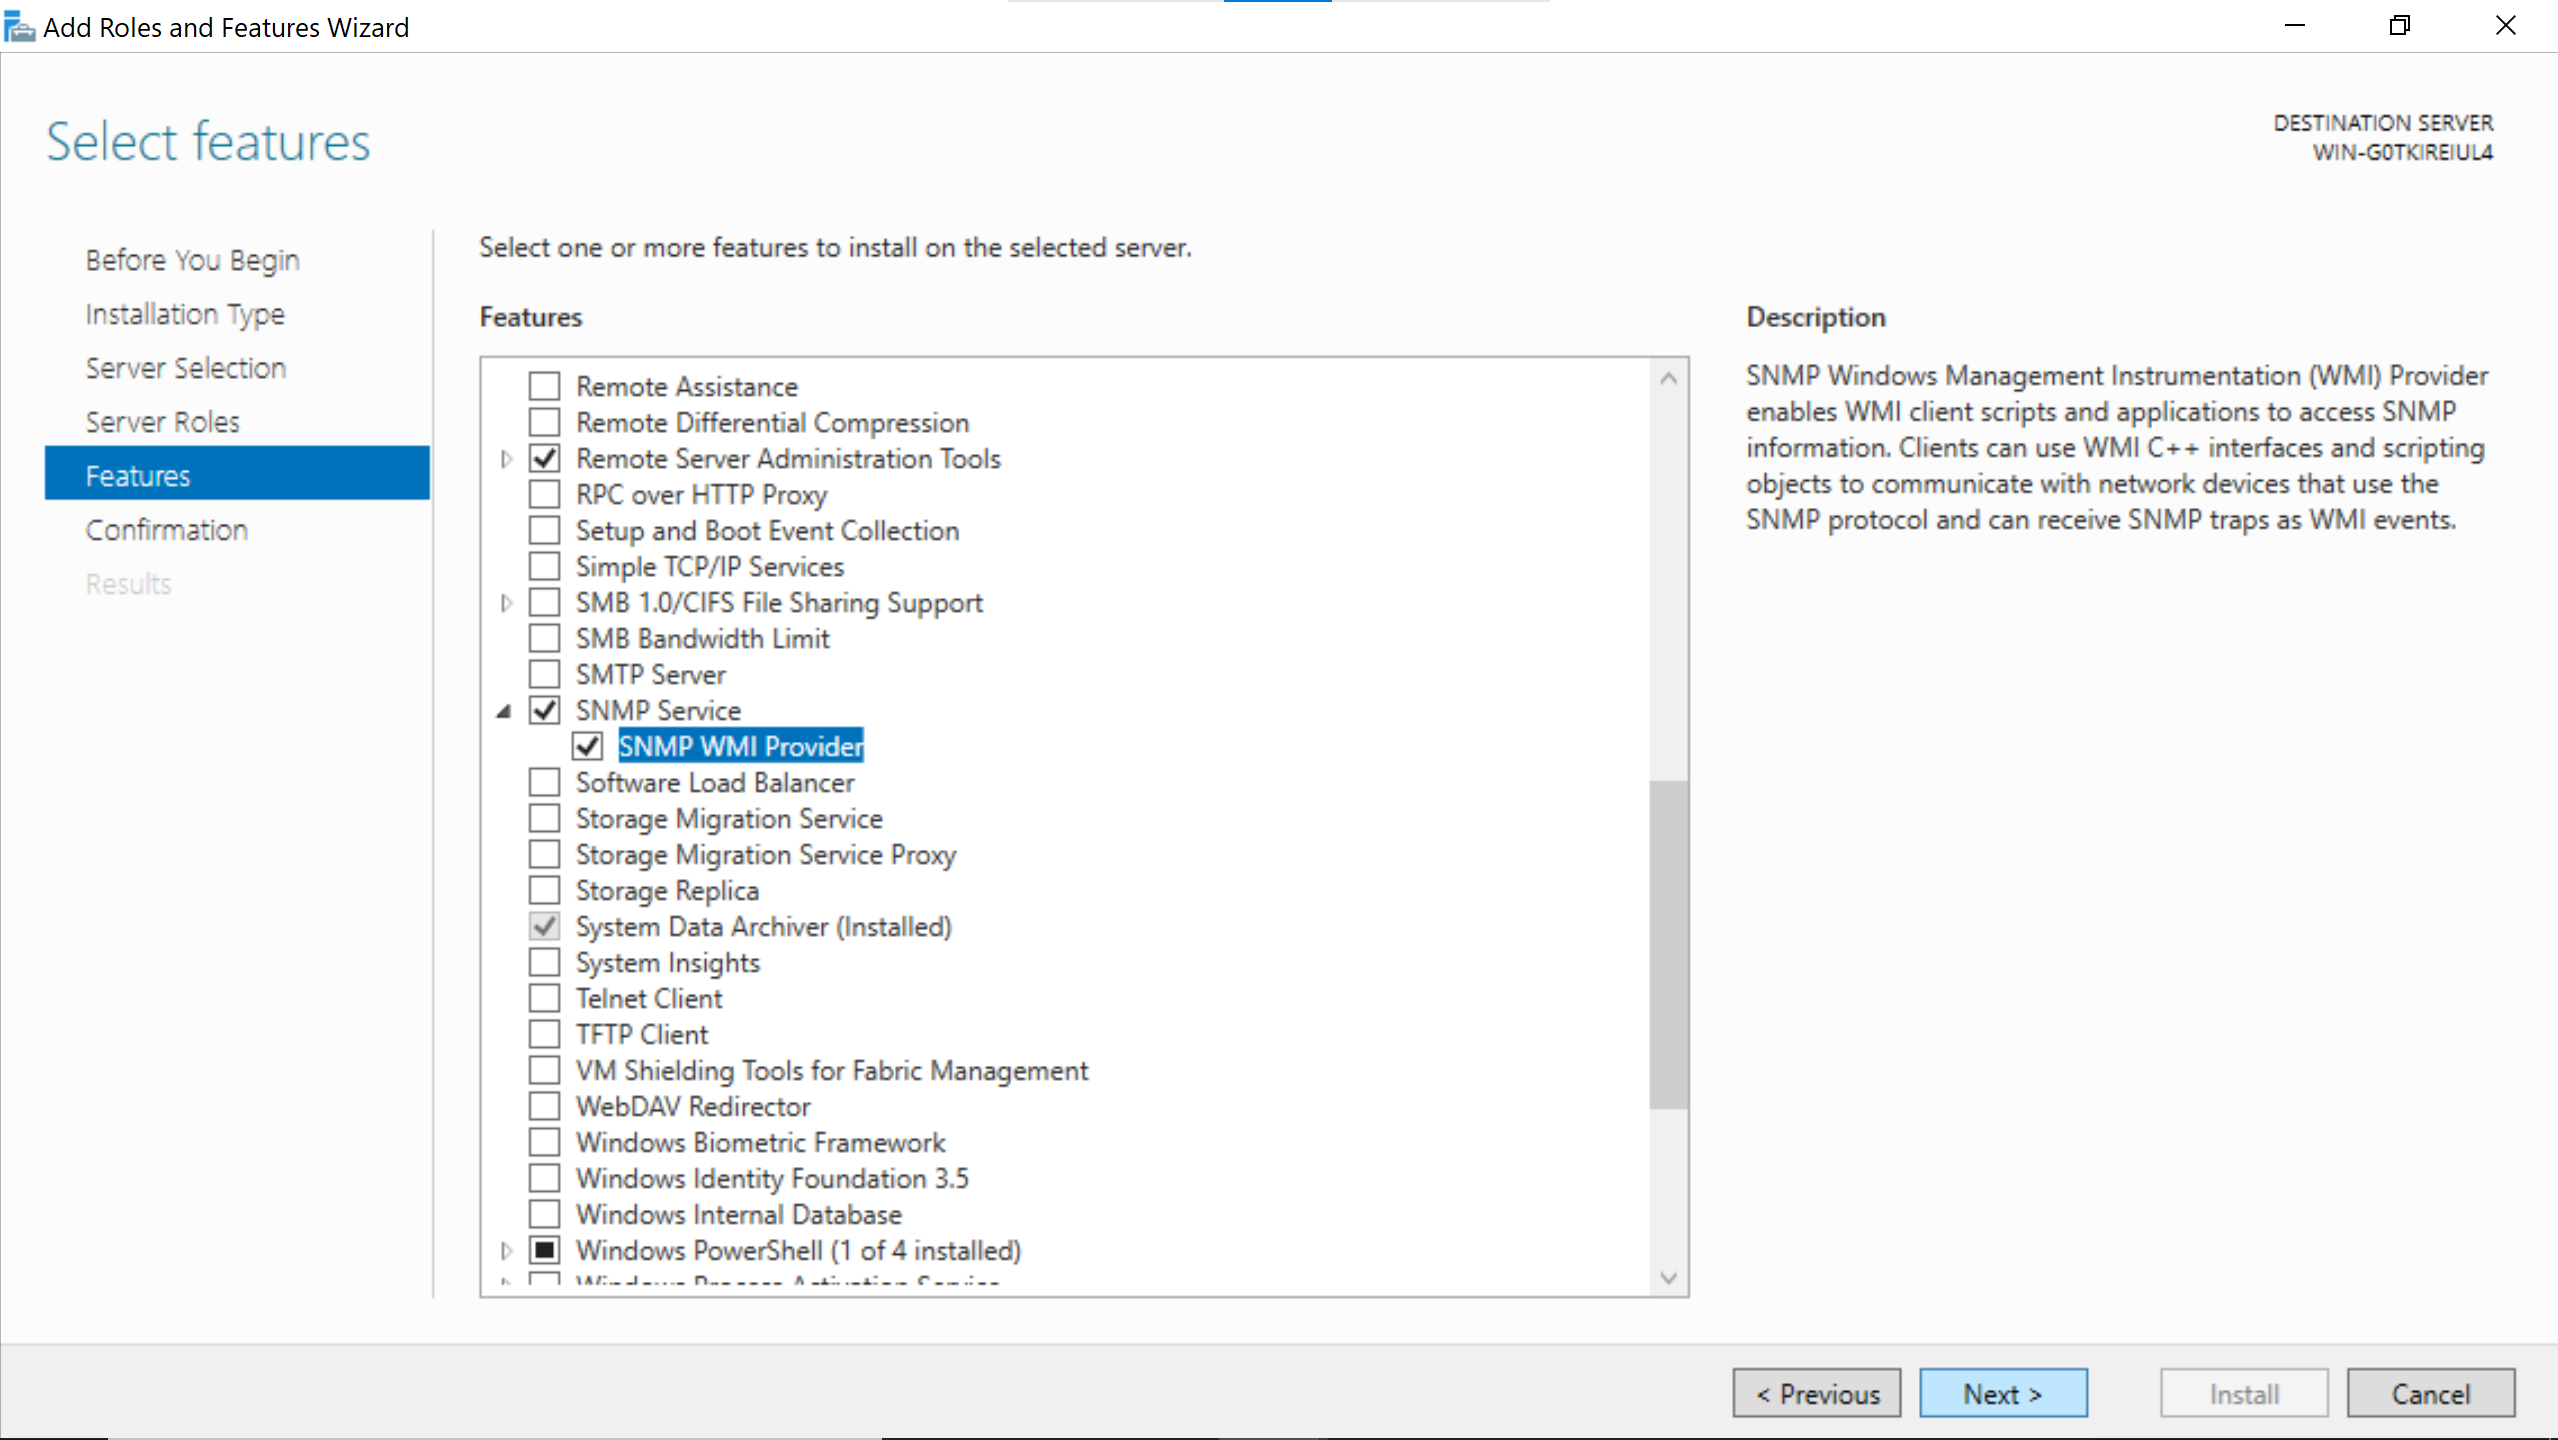 Add Roles and Features Wizard
Select features
DESTINATION SERVER
WIN-G0TKIREIUL4
Before You Begin
Installation Type
Server Selection
Server Roles
Features
Confirmation
Results
Select one or more features to install on the selected server.
Features
Remote Assistance
Remote Differential Compression
Remote Server Administration Tools
RPC over HTTP Proxy
Setup and Boot Event Collection
Simple TCP/IP Services
SMB 1.0/CIFS File Sharing Support
SMB Bandwidth Limit
SMTP Server
SNMP Service
SNMP WMI Provider
Software Load Balancer
Storage Migration Service
Storage Migration Service Proxy
Storage Replica
System Data Archiver (Installed)
System Insights
Telnet Client
TFTP Client
VM Shielding Tools for Fabric Management
WebDAV Redirector
Windows Biometric Framework
Windows Identity Foundation 3.5
Windows Internal Database
Windows PowerShell (1 of 4 installed)
Windows Process Activation Service
Description
SNMP Windows Management Instrumentation (WMI) Provider
enables WMI client scripts and applications to access SNMP
information. Clients can use WMI C++ interfaces and scripting
objects to communicate with network devices that use the
SNMP protocol and can receive SNMP traps as WMI events.
< Previous
Next >
Install
Cancel